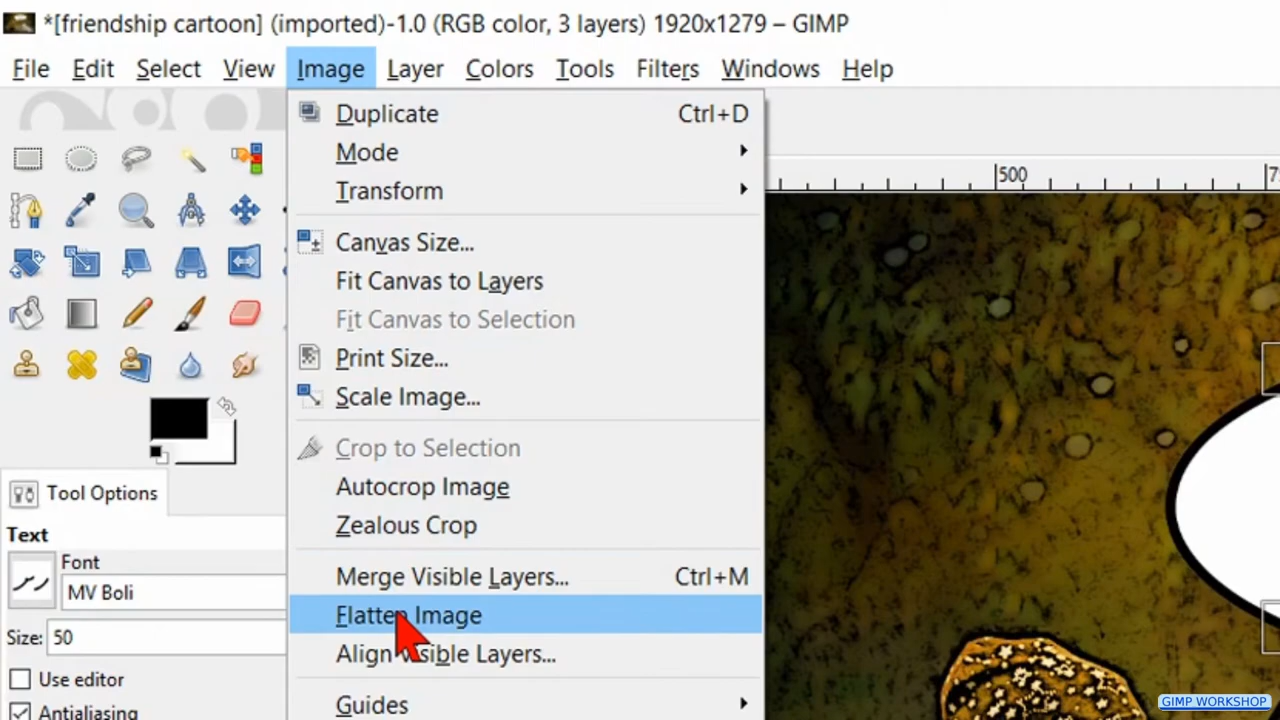 *[friendship cartoon] (imported)-1.0 (RGB color, 3 layers) 1920x1279 – GIMP
File Edit Select View Image Layer Colors Tools Filters Windows Help
Duplicate Ctrl+D
Mode
Transform
500
Canvas Size...
Fit Canvas to Layers
Fit Canvas to Selection
Print Size...
Scale Image...
Crop to Selection
Autocrop Image
Zealous Crop
Merge Visible Layers... Ctrl+M
Flatten Image
Align Visible Layers...
Guides
Tool Options
Text
Font
MV Boli
Size: 50
Use editor
Antialiasing
GIMP WORKSHOP